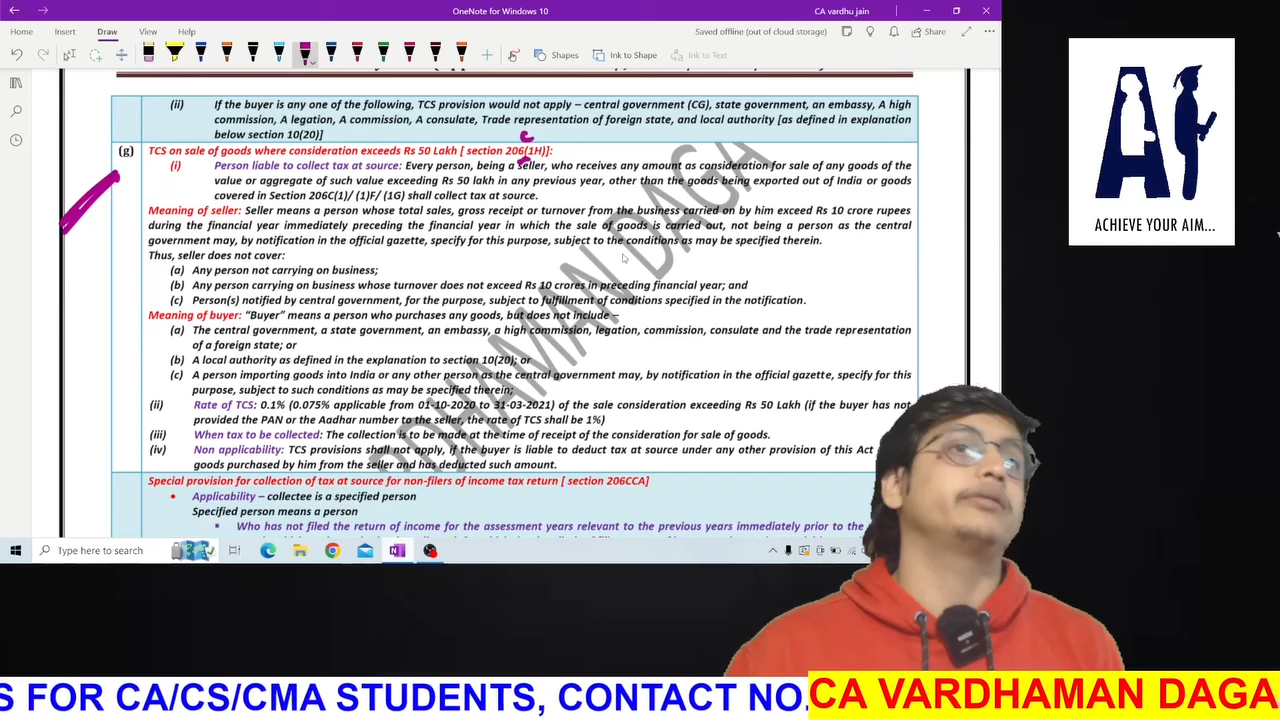 OneNote for Windows 10
CA vardhu jain
Home Insert Draw View Help
Saved offline (out of cloud storage)
Share
Shapes
Ink to Shape
Ink to Text
(ii) If the buyer is any one of the following, TCS provision would not apply – central government (CG), state government, an embassy, A high
commission, A legation, A commission, A consulate, Trade representation of foreign state, and local authority [as defined in explanation
below section 10(20)]
(g) TCS on sale of goods where consideration exceeds Rs 50 Lakh [ section 206(1H)]:
c
(i) Person liable to collect tax at source: Every person, being a seller, who receives any amount as consideration for sale of any goods of the
value or aggregate of such value exceeding Rs 50 lakh in any previous year, other than the goods being exported out of India or goods
covered in Section 206C(1)/ (1)F/ (1G) shall collect tax at source.
Meaning of seller: Seller means a person whose total sales, gross receipt or turnover from the business carried on by him exceed Rs 10 crore rupees
during the financial year immediately preceding the financial year in which the sale of goods is carried out, not being a person as the central
government may, by notification in the official gazette, specify for this purpose, subject to the conditions as may be specified therein.
Thus, seller does not cover:
(a) Any person not carrying on business;
(b) Any person carrying on business whose turnover does not exceed Rs 10 crores in preceding financial year; and
(c) Person(s) notified by central government, for the purpose, subject to fulfillment of conditions specified in the notification.
Meaning of buyer: “Buyer” means a person who purchases any goods, but does not include –
(a) The central government, a state government, an embassy, a high commission, legation, commission, consulate and the trade representation
of a foreign state; or
(b) A local authority as defined in the explanation to section 10(20); or
(c) A person importing goods into India or any other person as the central government may, by notification in the official gazette, specify for this
purpose, subject to such conditions as may be specified therein;
(ii) Rate of TCS: 0.1% (0.075% applicable from 01-10-2020 to 31-03-2021) of the sale consideration exceeding Rs 50 Lakh (if the buyer has not
provided the PAN or the Aadhar number to the seller, the rate of TCS shall be 1%)
(iii) When tax to be collected: The collection is to be made at the time of receipt of the consideration for sale of goods.
(iv) Non applicability: TCS provisions shall not apply, if the buyer is liable to deduct tax at source under any other provision of this Act
goods purchased by him from the seller and has deducted such amount.
RDHAMAN DAGA
Special provision for collection of tax at source for non-filers of income tax return [ section 206CCA]
• Applicability – collectee is a specified person
Specified person means a person
▪ Who has not filed the return of income for the assessment years relevant to the previous years immediately prior to the
Type here to search
ACHIEVE YOUR AIM...
S FOR CA/CS/CMA STUDENTS, CONTACT NO.
CA VARDHAMAN DAGA